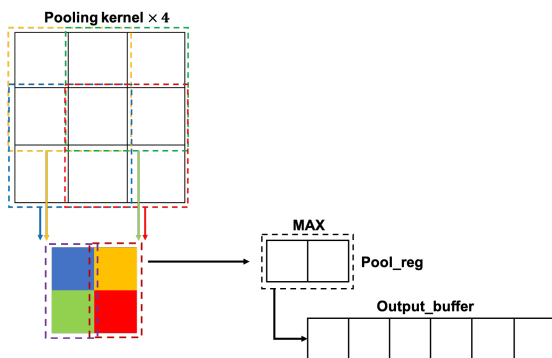 Pooling kernel × 4
MAX
Pool_reg
Output_buffer